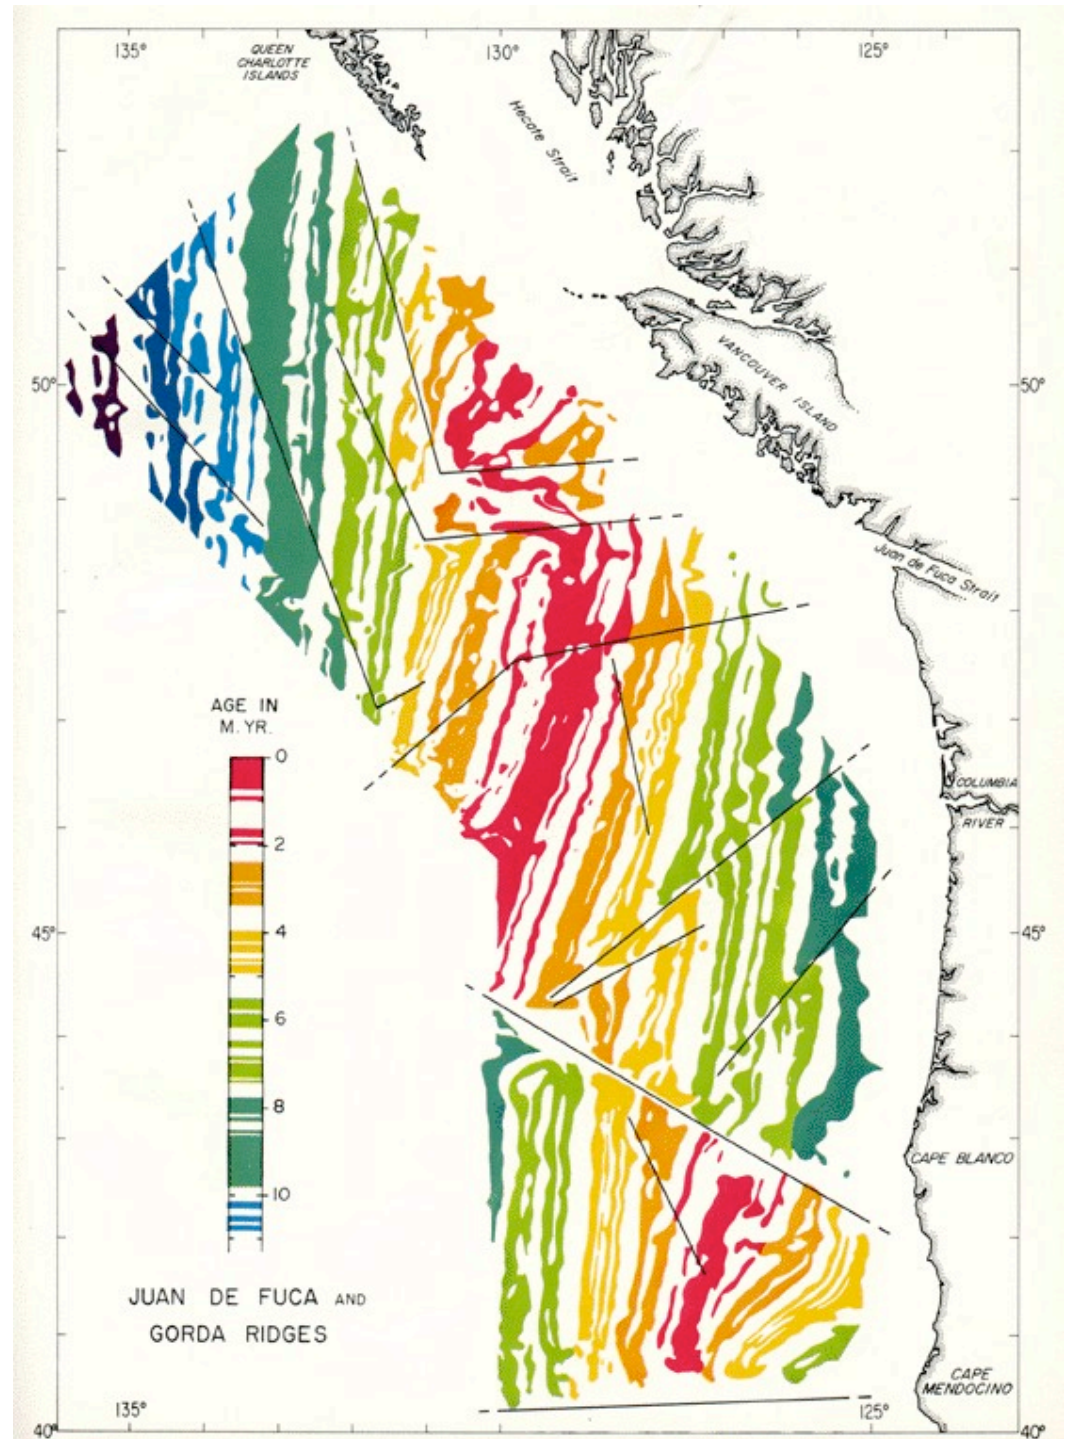 135°
130°
125°
QUEEN
CHARLOTTE
ISLANDS
Hecate Strait
50°
50°
VANCOUVER ISLAND
Juan de Fuca Strait
AGE IN
M. YR.
0
2
4
6
8
10
COLUMBIA
RIVER
45°
45°
CAPE BLANCO
JUAN DE FUCA AND
GORDA RIDGES
CAPE
MENDOCINO
135°
125°
40°
40°